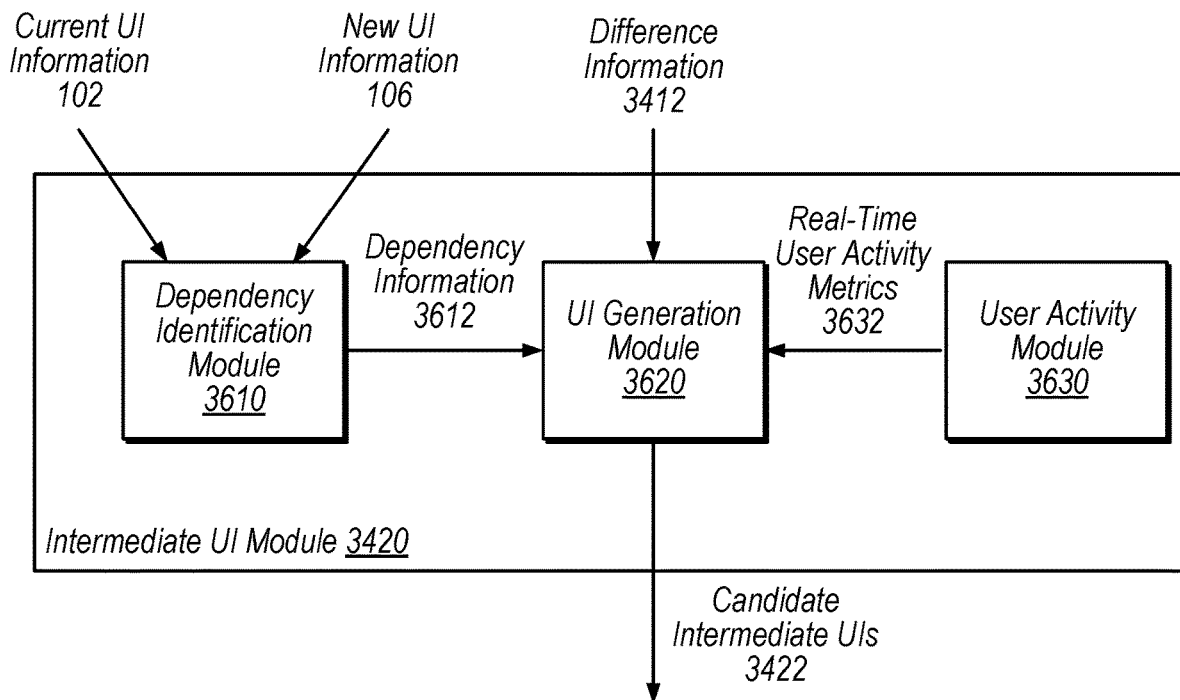 Current UI
Information
102
New UI
Information
106
Difference
Information
3412
Dependency
Identification
Module
3610
Dependency
Information
3612
UI Generation
Module
3620
Real-Time
User Activity
Metrics
3632
User Activity
Module
3630
Intermediate UI Module 3420
Candidate
Intermediate UIs
3422